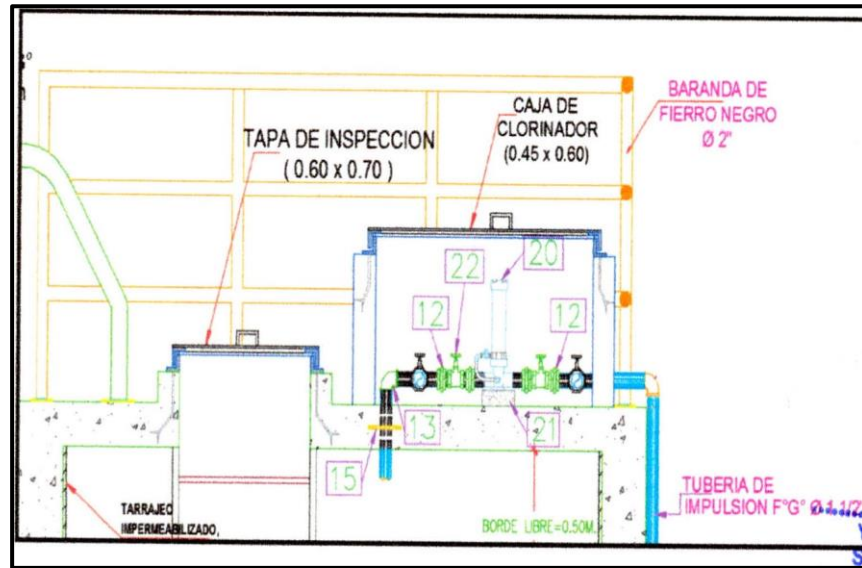 BARANDA DE
FIERRO NEGRO
Ø 2"
CAJA DE
CLORINADOR
(0.45 x 0.60)
TAPA DE INSPECCION
( 0.60 x 0.70 )
22
20
12
12
13
21
15
TUBERIA DE
IMPULSION F°G° Ø 1 1/2
TARRAJEO
IMPERMEABILIZADO,
BORDE LIBRE=0.50M.